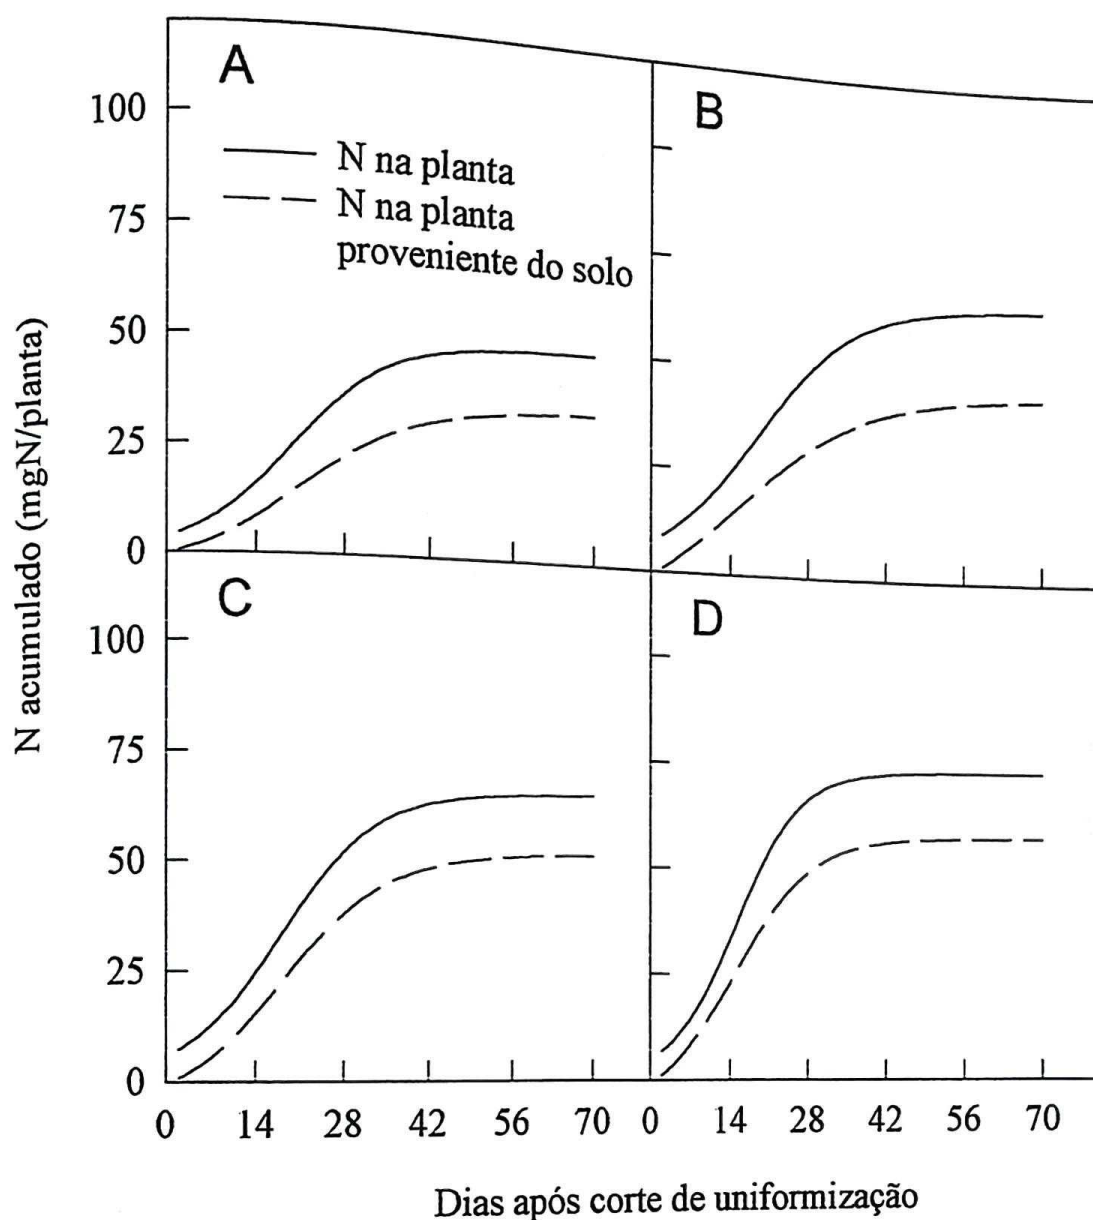 A
B
100
N na planta
N na planta
proveniente do solo
75
50
25
0
C
D
100
75
50
25
0
0 14 28 42 56 70 0 14 28 42 56 70
N acumulado (mgN/planta)
Dias após corte de uniformização